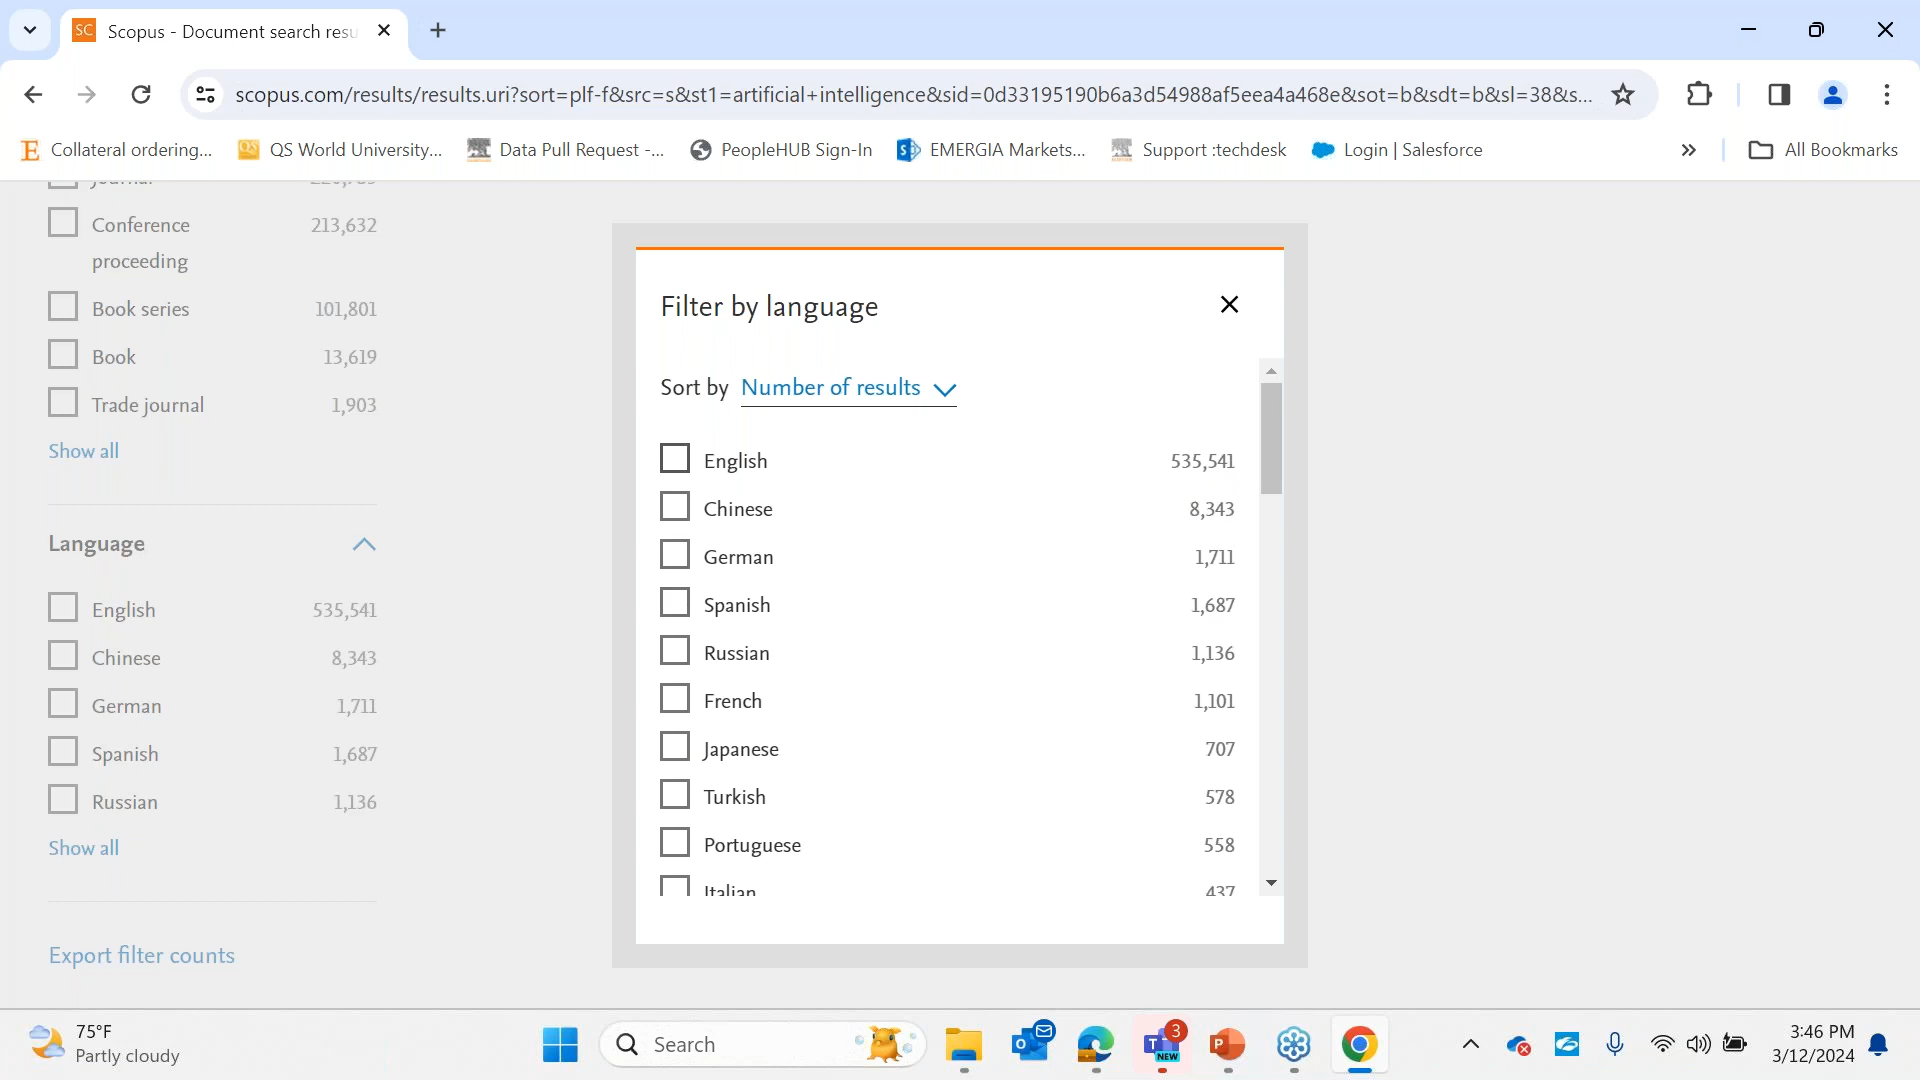 SC Scopus - Document search resu
scopus.com/results/results.uri?sort=plf-f&src=s&st1=artificial+intelligence&sid=0d33195190b6a3d54988af5eea4a468e&sot=b&sdt=b&sl=38&s...
Collateral ordering... QS World University... Data Pull Request -... PeopleHUB Sign-In EMERGIA Markets... Support :techdesk Login | Salesforce » All Bookmarks
Conference proceeding 213,632
Book series 101,801
Book 13,619
Trade journal 1,903
Show all
Language
English 535,541
Chinese 8,343
German 1,711
Spanish 1,687
Russian 1,136
Show all
Export filter counts
Filter by language
Sort by Number of results
English 535,541
Chinese 8,343
German 1,711
Spanish 1,687
Russian 1,136
French 1,101
Japanese 707
Turkish 578
Portuguese 558
Italian 437
75°F
Partly cloudy
Search
3
NEW
3:46 PM
3/12/2024